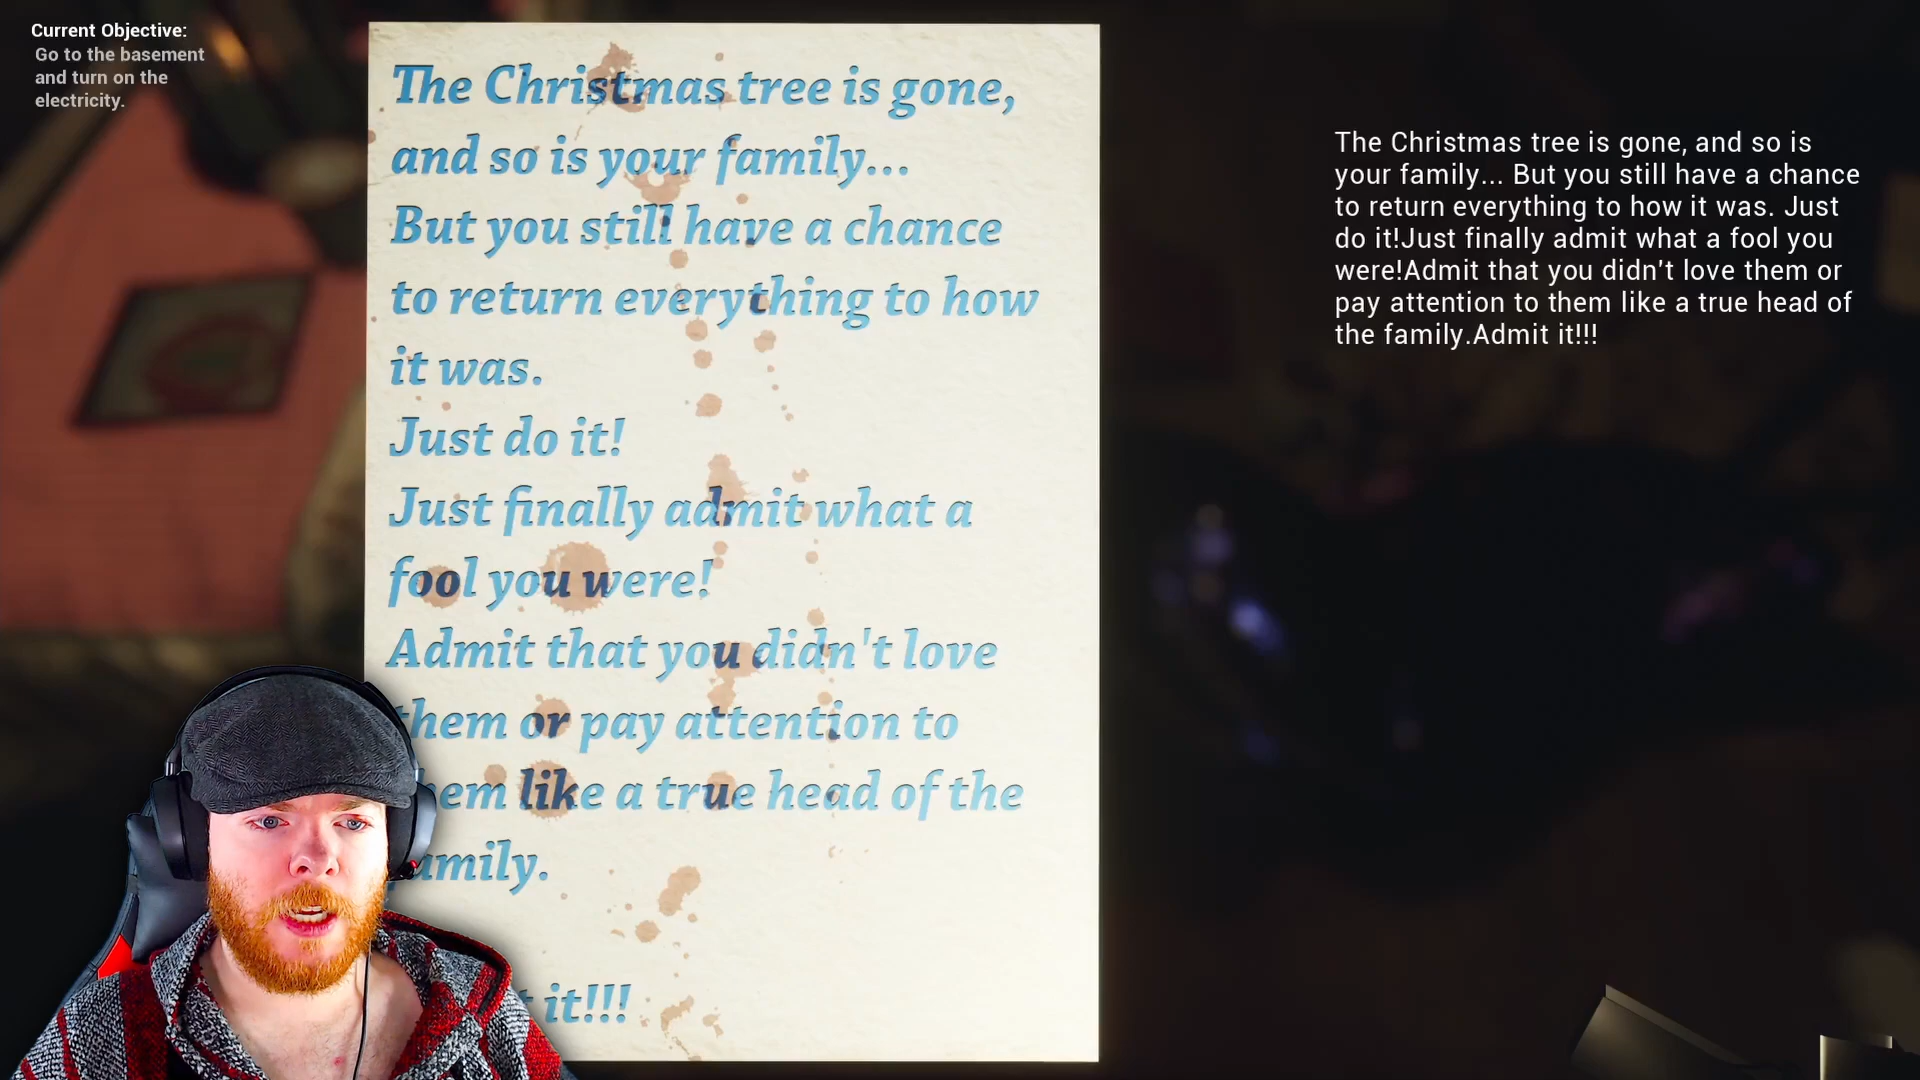 Current Objective:
Go to the basement
and turn on the
electricity.
The Christmas tree is gone,
and so is your family...
But you still have a chance
to return everything to how
it was.
Just do it!
Just finally admit what a
fool you were!
Admit that you didn't love
them or pay attention to
them like a true head of the
family.
it!!!
The Christmas tree is gone, and so is
your family... But you still have a chance
to return everything to how it was. Just
do it!Just finally admit what a fool you
were!Admit that you didn't love them or
pay attention to them like a true head of
the family.Admit it!!!